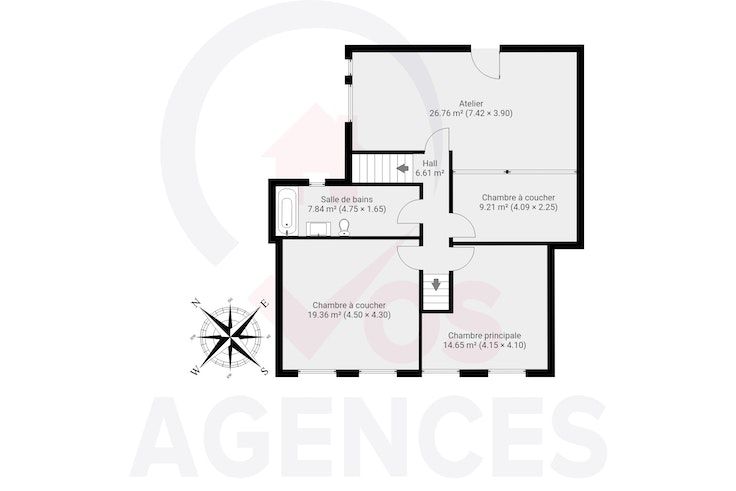 Atelier
26.76 m² (7.42 × 3.90)
Hall
6.61 m²
Salle de bains
7.84 m² (4.75 × 1.65)
Chambre à coucher
9.21 m² (4.09 × 2.25)
Chambre à coucher
19.36 m² (4.50 × 4.30)
Chambre principale
14.65 m² (4.15 × 4.10)
N
E
W
S
OS
AGENCES